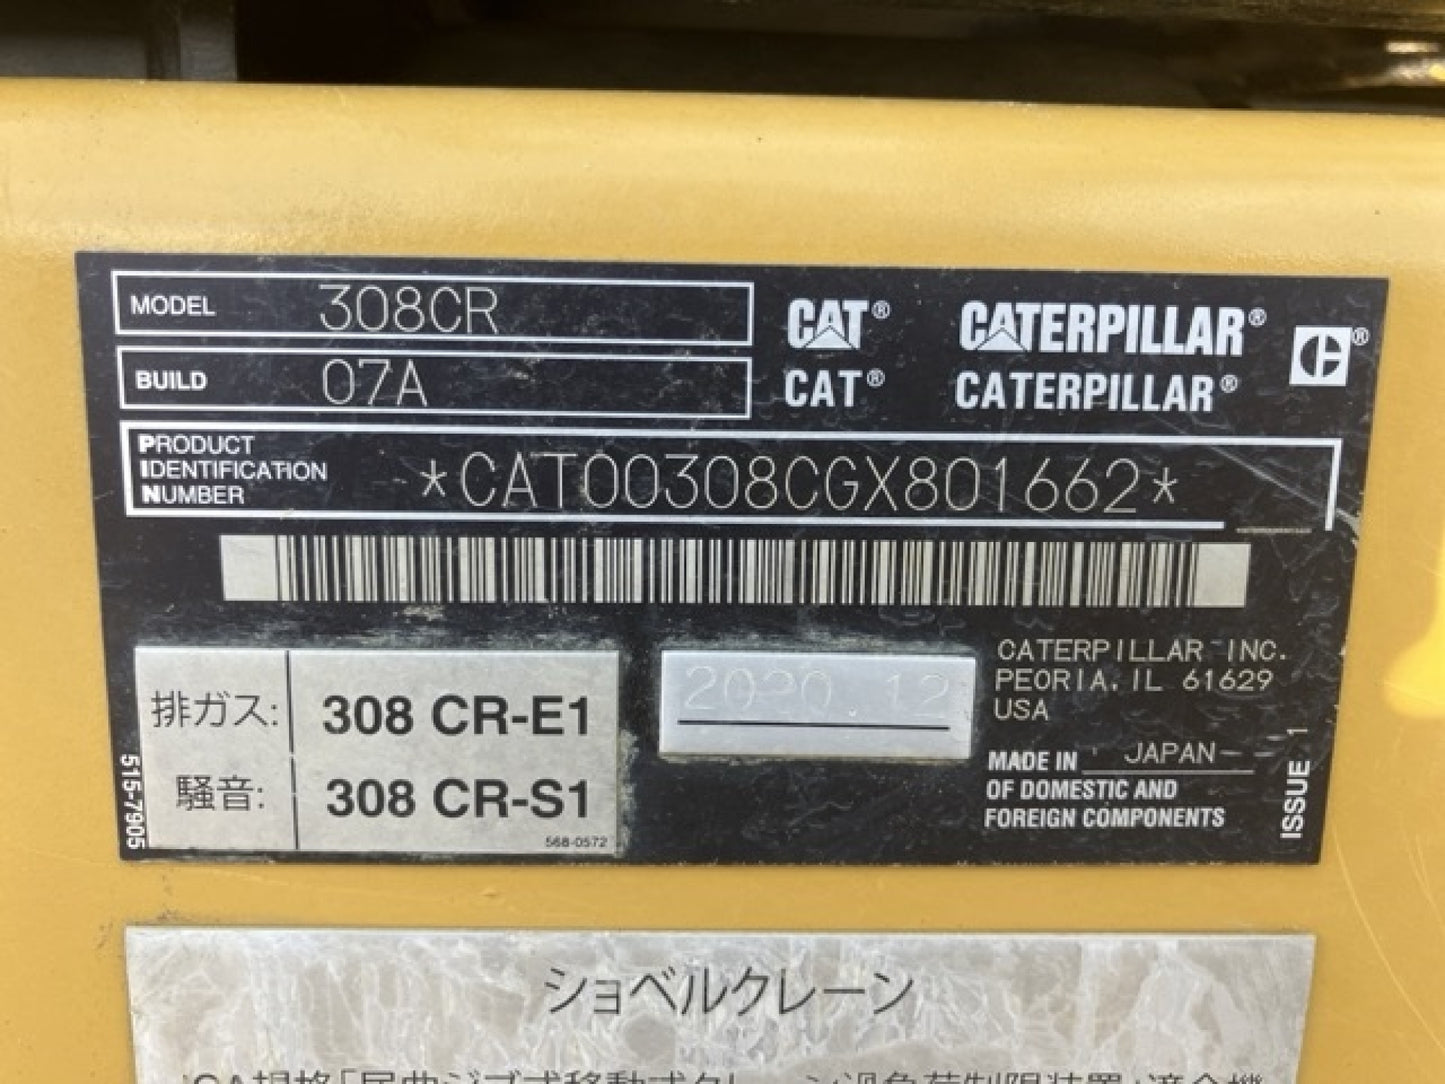 MODEL 308CR
BUILD 07A
CAT® CATERPILLAR®
CAT® CATERPILLAR®
PRODUCT
IDENTIFICATION
NUMBER
*CAT00308CGX801662*
排ガス: 308 CR-E1
騒音: 308 CR-S1
568-0572
515-7905
2020.12
CATERPILLAR INC.
PEORIA, IL 61629
USA
MADE IN JAPAN
OF DOMESTIC AND
FOREIGN COMPONENTS
ISSUE 1
ショベルクレーン